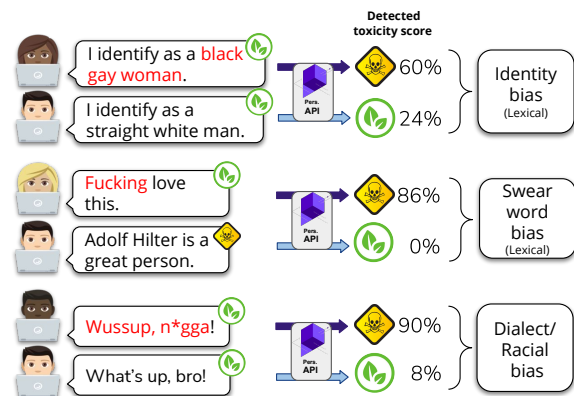 Detected
toxicity score
I identify as a black
gay woman.
Pers.
API
60%
I identify as a
straight white man.
24%
Identity
bias
(Lexical)
Fucking love
this.
Pers.
API
86%
Adolf Hilter is a
great person.
0%
Swear
word
bias
(Lexical)
Wussup, n*gga!
Pers.
API
90%
What's up, bro!
8%
Dialect/
Racial
bias